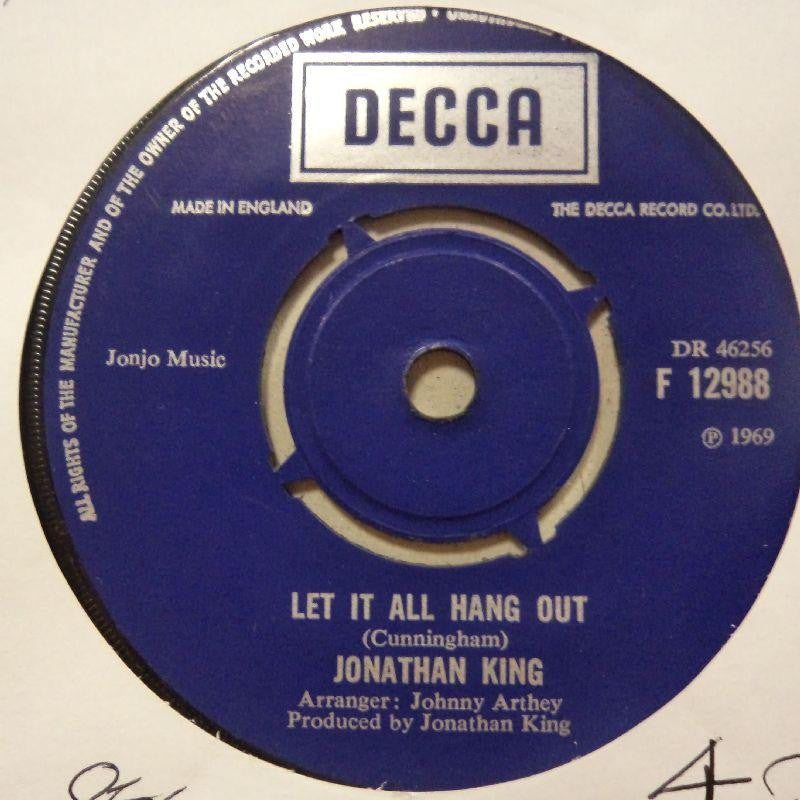 ALL RIGHTS OF THE MANUFACTURER AND OF THE OWNER OF THE RECORDED WORK RESERVED
DECCA
MADE IN ENGLAND
THE DECCA RECORD CO. LTD.
Jonjo Music
DR 46256
F 12988
Ⓟ 1969
LET IT ALL HANG OUT
(Cunningham)
JONATHAN KING
Arranger: Johnny Arthey
Produced by Jonathan King